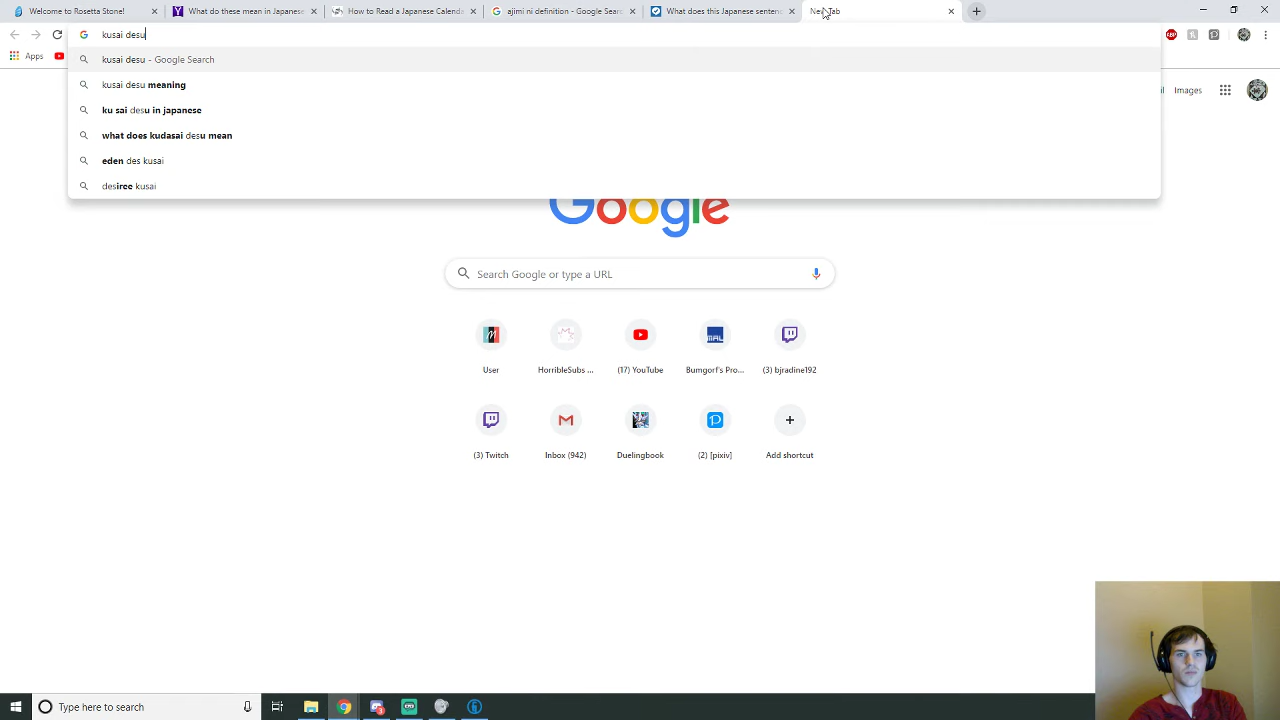 Welcome to Rosetta Stone!
What do these mean in Japanese
How to Read a Japanese Calenda
ajimi ni definition - Google Sear
What does this Japanese sentenc
New Tab
kusai desu
Apps
kusai desu - Google Search
kusai desu meaning
ku sai desu in japanese
what does kudasai desu mean
eden des kusai
desiree kusai
Images
Google
Search Google or type a URL
User
HorribleSubs ...
(17) YouTube
Bumgorf's Pro...
(3) bjradine192
(3) Twitch
Inbox (942)
Duelingbook
(2) [pixiv]
Add shortcut
Type here to search